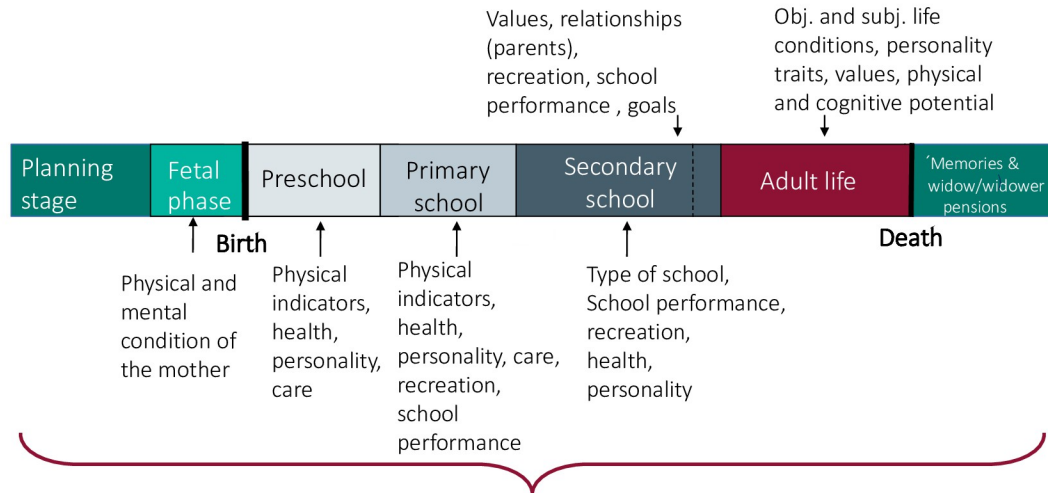 Values, relationships
(parents),
recreation, school
performance , goals
Obj. and subj. life
conditions, personality
traits, values, physical
and cognitive potential
Planning
stage
Fetal
phase
Preschool
Primary
school
Secondary
school
Adult life
´Memories &
widow/widower
pensions
Birth
Death
Physical and
mental
condition of
the mother
Physical
indicators,
health,
personality,
care
Physical
indicators,
health,
personality, care,
recreation,
school
performance
Type of school,
School performance,
recreation,
health,
personality